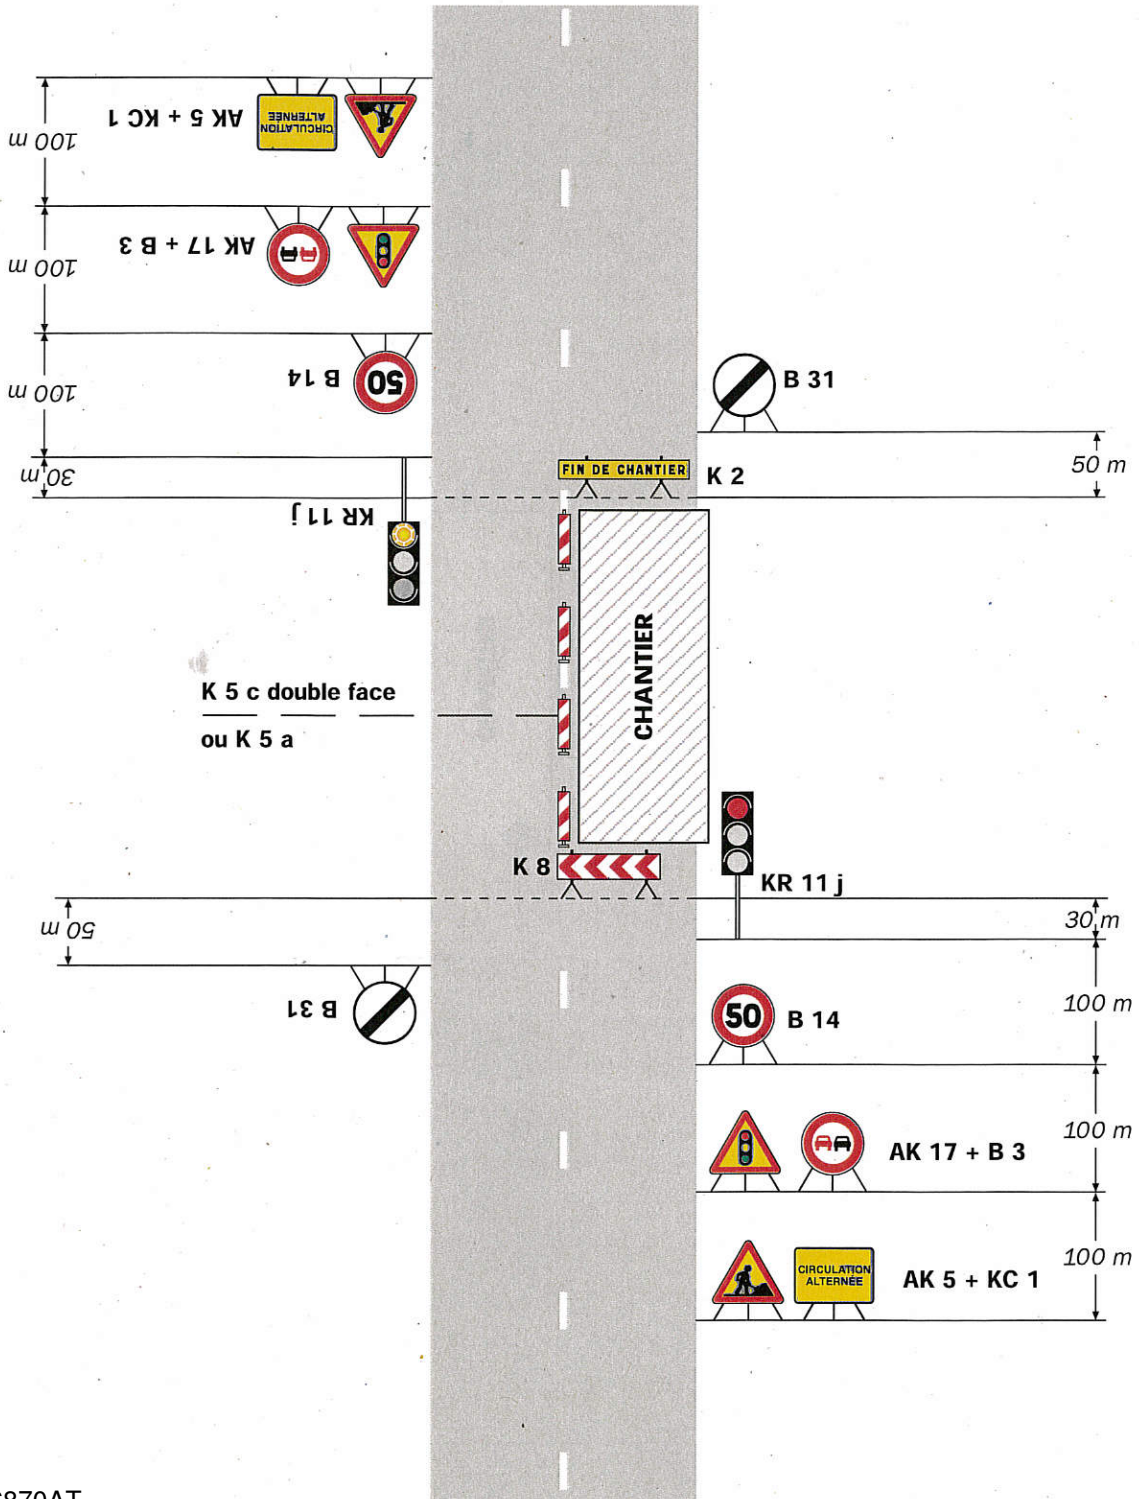 100 m
AK 5 + KC 1
CIRCULATION
ALTERNÉE
100 m
AK 17 + B 3
100 m
B 14
50
B 31
30 m
KR 11 j
FIN DE CHANTIER
K 2
50 m
CHANTIER
K 5 c double face
ou K 5 a
K 8
KR 11 j
30 m
50 m
B 31
50
B 14
100 m
AK 17 + B 3
100 m
CIRCULATION
ALTERNÉE
AK 5 + KC 1
100 m